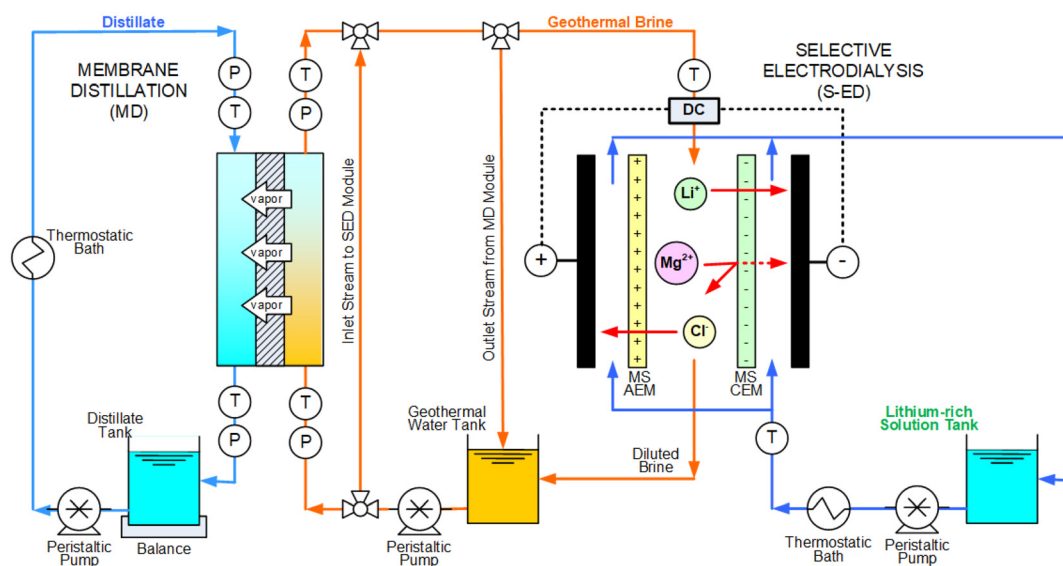 Distillate
Geothermal Brine
MEMBRANE
DISTILLATION
(MD)
SELECTIVE
ELECTRODIALYSIS
(S-ED)
P
T
T
P
T
DC
vapor
vapor
vapor
Thermostatic
Bath
Inlet Stream to SED Module
Outlet Stream from MD Module
+
-
Li⁺
Mg²⁺
Cl⁻
+
+
+
+
+
+
+
+
+
+
+
-
-
-
-
-
-
-
-
-
-
-
MS
AEM
MS
CEM
T
P
T
P
Distillate
Tank
Geothermal
Water Tank
Diluted
Brine
T
Lithium-rich
Solution Tank
Peristaltic
Pump
Balance
Peristaltic
Pump
Thermostatic
Bath
Peristaltic
Pump